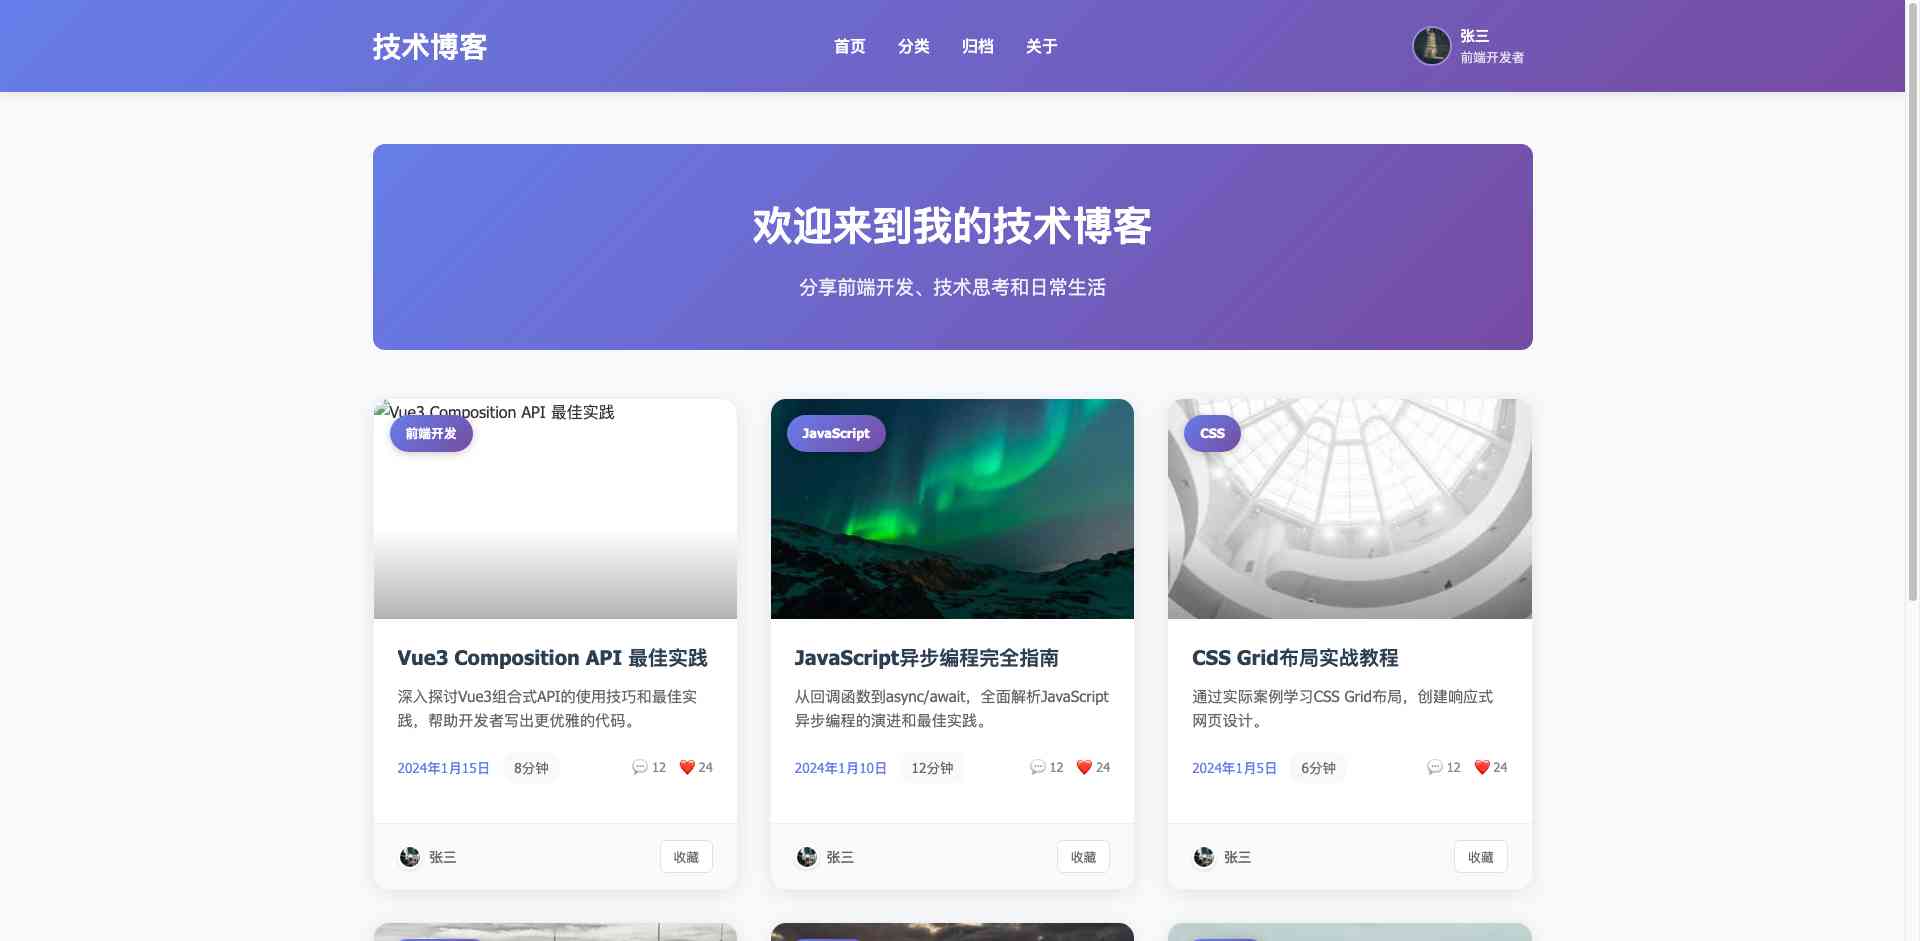 技术博客
首页 分类 归档 关于
张三
前端开发者
欢迎来到我的技术博客
分享前端开发、技术思考和日常生活
Vue3 Composition API 最佳实践
前端开发
JavaScript
CSS
Vue3 Composition API 最佳实践
深入探讨Vue3组合式API的使用技巧和最佳实
践，帮助开发者写出更优雅的代码。
2024年1月15日 8分钟 12 24
张三 收藏
JavaScript异步编程完全指南
从回调函数到async/await，全面解析JavaScript
异步编程的演进和最佳实践。
2024年1月10日 12分钟 12 24
张三 收藏
CSS Grid布局实战教程
通过实际案例学习CSS Grid布局，创建响应式
网页设计。
2024年1月5日 6分钟 12 24
张三 收藏